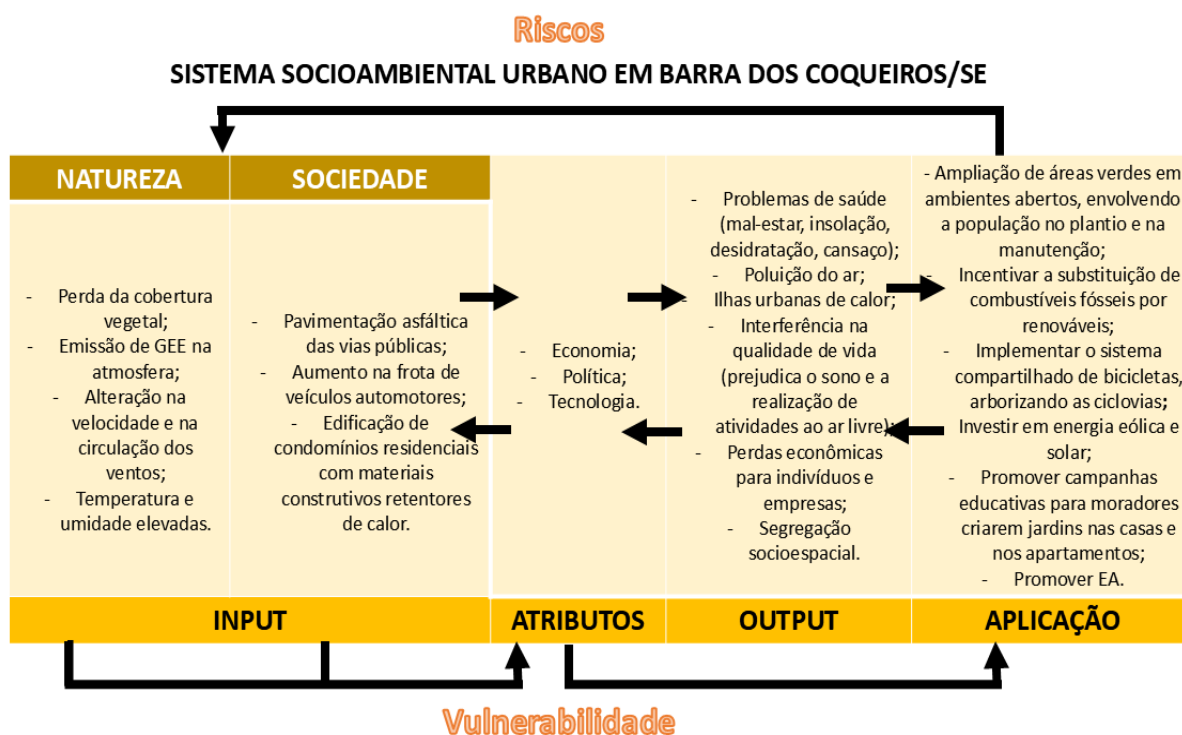 Riscos
SISTEMA SOCIOAMBIENTAL URBANO EM BARRA DOS COQUEIROS/SE
NATUREZA
- Perda da cobertura
vegetal;
- Emissão de GEE na
atmosfera;
- Alteração na
velocidade e na
circulação dos
ventos;
- Temperatura e
umidade elevadas.
SOCIEDADE
- Pavimentação asfáltica
das vias públicas;
- Aumento na frota de
veículos automotores;
- Edificação de
condomínios residenciais
com materiais
construtivos retentores
de calor.
INPUT
- Economia;
- Política;
- Tecnologia.
ATRIBUTOS
- Problemas de saúde
(mal-estar, insolação,
desidratação, cansaço);
- Poluição do ar;
- Ilhas urbanas de calor;
- Interferência na
qualidade de vida
(prejudica o sono e a
realização de
atividades ao ar livre);
- Perdas econômicas
para indivíduos e
empresas;
- Segregação
socioespacial.
OUTPUT
- Ampliação de áreas verdes em
ambientes abertos, envolvendo
a população no plantio e na
manutenção;
- Incentivar a substituição de
combustíveis fósseis por
renováveis;
- Implementar o sistema
compartilhado de bicicletas,
arborizando as ciclovias;
Investir em energia eólica e
solar;
- Promover campanhas
educativas para moradores
criarem jardins nas casas e
nos apartamentos;
- Promover EA.
APLICAÇÃO
Vulnerabilidade